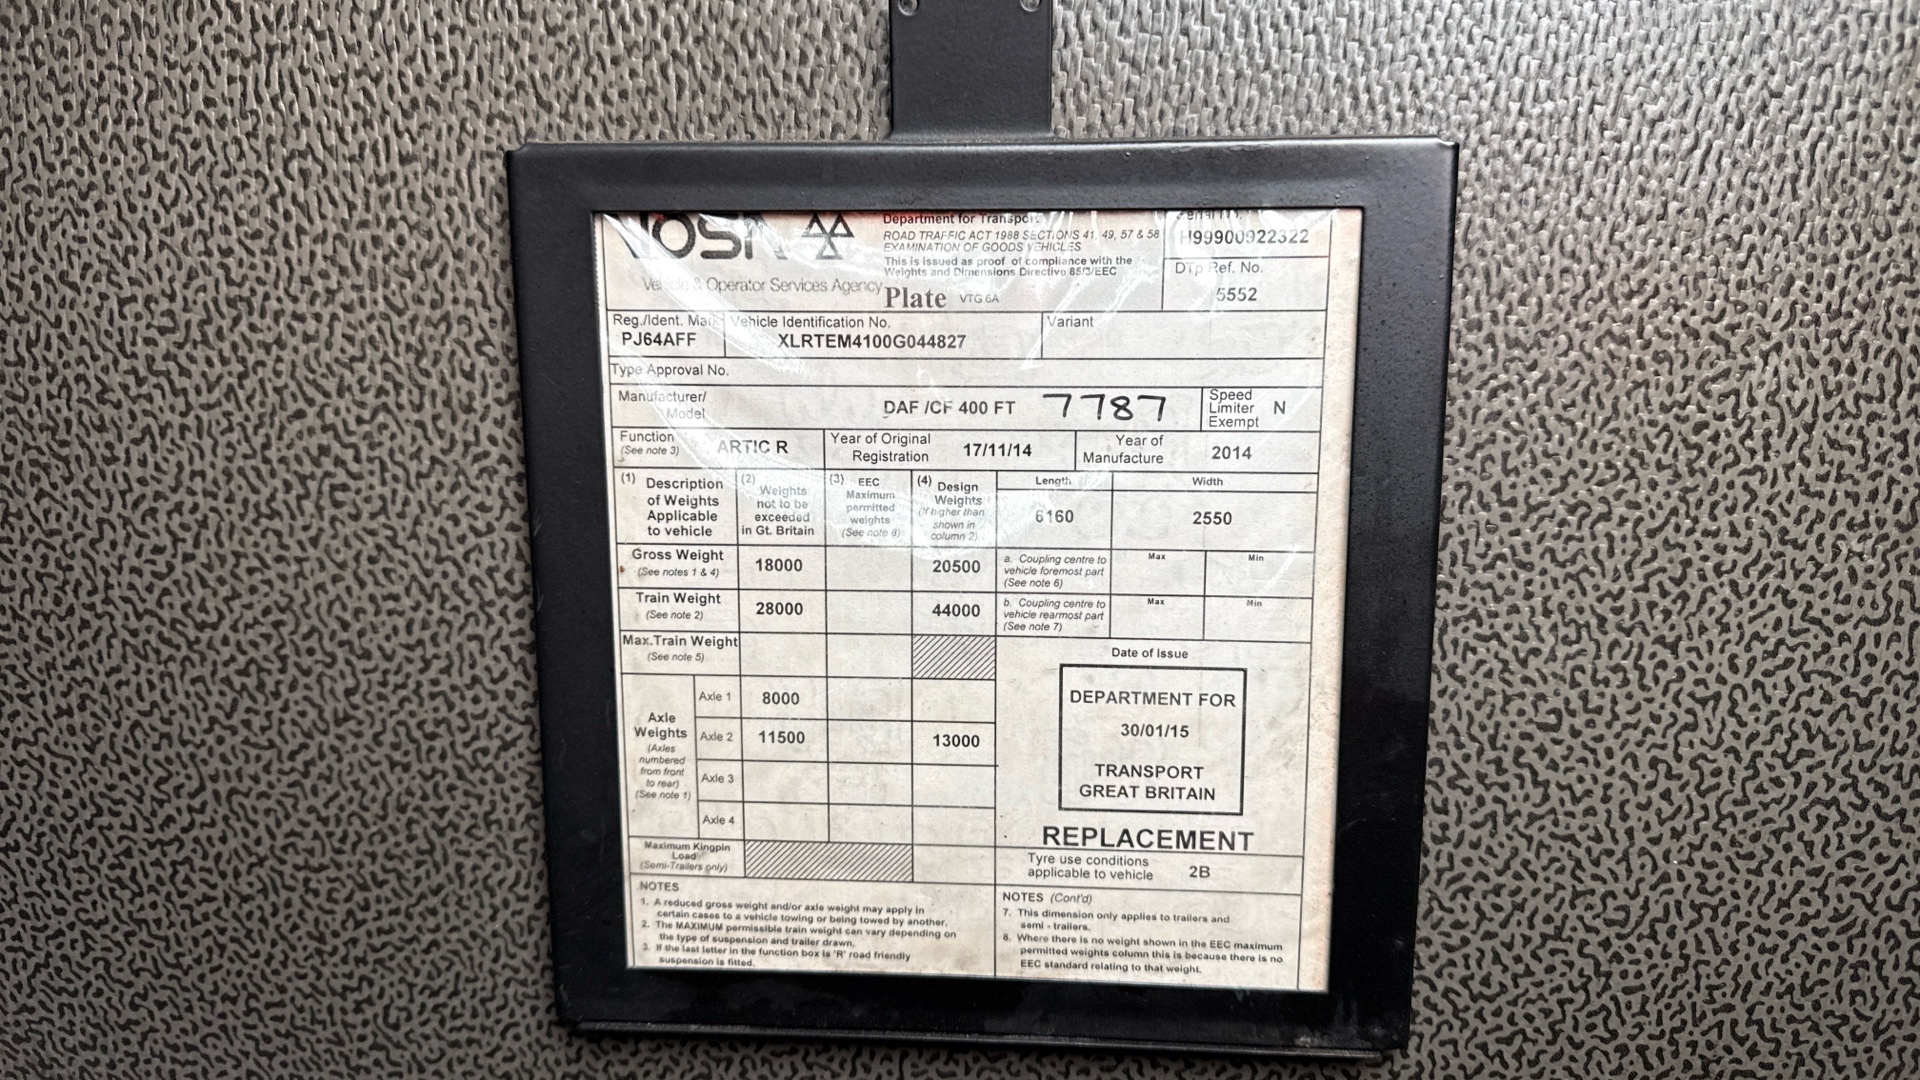 VOSA
Department for Transport
ROAD TRAFFIC ACT 1988 SECTIONS 41, 49, 57 & 58
EXAMINATION OF GOODS VEHICLES
This is issued as proof of compliance with the
Weights and Dimensions Directive 85/3/EEC
Vehicle & Operator Services Agency
Plate VTG 6A
H99900922322
DTp Ref. No.
5552
Reg./Ident. Mark
PJ64AFF
Vehicle Identification No.
XLRTEM4100G044827
Variant
Type Approval No.
Manufacturer/
Model
DAF /CF 400 FT 7787
Speed
Limiter
Exempt
N
Function
(See note 3)
ARTIC R
Year of Original
Registration
17/11/14
Year of
Manufacture
2014
(1) Description
of Weights
Applicable
to vehicle
(2)
Weights
not to be
exceeded
in Gt. Britain
(3) EEC
Maximum
permitted
weights
(See note 8)
(4) Design
Weights
(if higher than
shown in
column 2)
Length
6160
Width
2550
Gross Weight
(See notes 1 & 4)
18000
20500
a. Coupling centre to
vehicle foremost part
(See note 6)
Max
Min
Train Weight
(See note 2)
28000
44000
b. Coupling centre to
vehicle rearmost part
(See note 7)
Max
Min
Max.Train Weight
(See note 5)
Axle
Weights
(Axles
numbered
from front
to rear)
(See note 1)
Axle 1
8000
Axle 2
11500
13000
Axle 3
Axle 4
Date of Issue
DEPARTMENT FOR
30/01/15
TRANSPORT
GREAT BRITAIN
REPLACEMENT
Maximum Kingpin
Load
(Semi-Trailers only)
Tyre use conditions
applicable to vehicle
2B
NOTES
1. A reduced gross weight and/or axle weight may apply in
certain cases to a vehicle towing or being towed by another.
2. The MAXIMUM permissible train weight can vary depending on
the type of suspension and trailer drawn.
3. If the last letter in the function box is 'R' road friendly
suspension is fitted.
NOTES (Cont'd)
7. This dimension only applies to trailers and
semi - trailers.
8. Where there is no weight shown in the EEC maximum
permitted weights column this is because there is no
EEC standard relating to that weight.